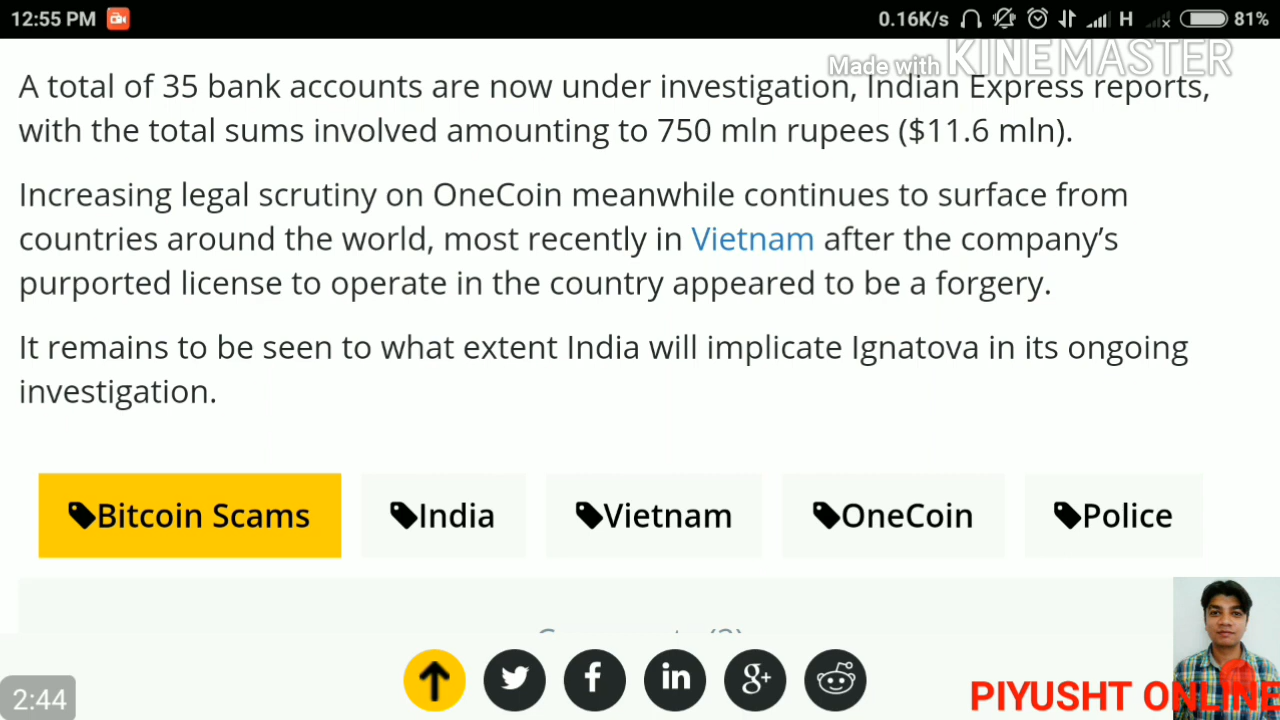 12:55 PM 0.16K/s H 81%
Made with KINEMASTER
A total of 35 bank accounts are now under investigation, Indian Express reports,
with the total sums involved amounting to 750 mln rupees ($11.6 mln).
Increasing legal scrutiny on OneCoin meanwhile continues to surface from
countries around the world, most recently in Vietnam after the company’s
purported license to operate in the country appeared to be a forgery.
It remains to be seen to what extent India will implicate Ignatova in its ongoing
investigation.
Bitcoin Scams India Vietnam OneCoin Police
f in g+
2:44 PIYUSHT ONLINE